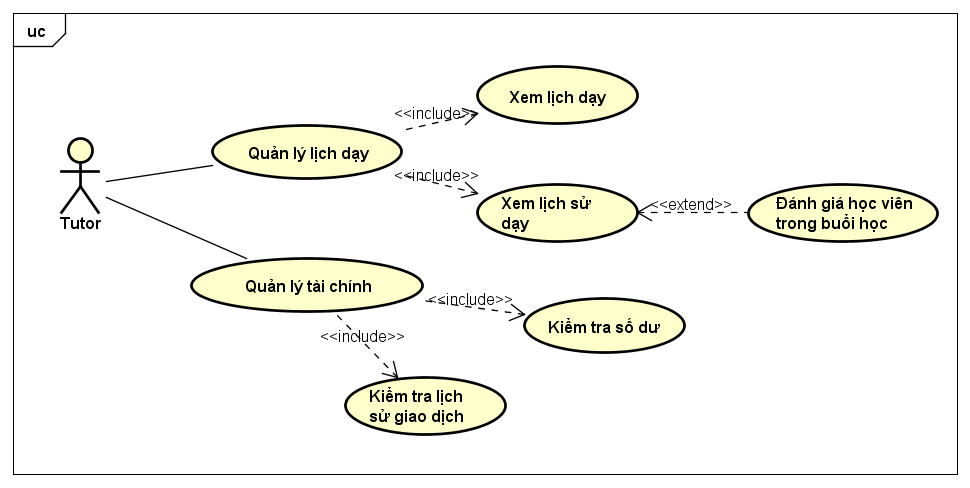 uc
Xem lịch dạy
<<include>>
Quản lý lịch dạy
<<include>>
Xem lịch sử
dạy
<<extend>>
Đánh giá học viên
trong buổi học
Tutor
Quản lý tài chính
<<include>>
Kiểm tra số dư
<<include>>
Kiểm tra lịch
sử giao dịch